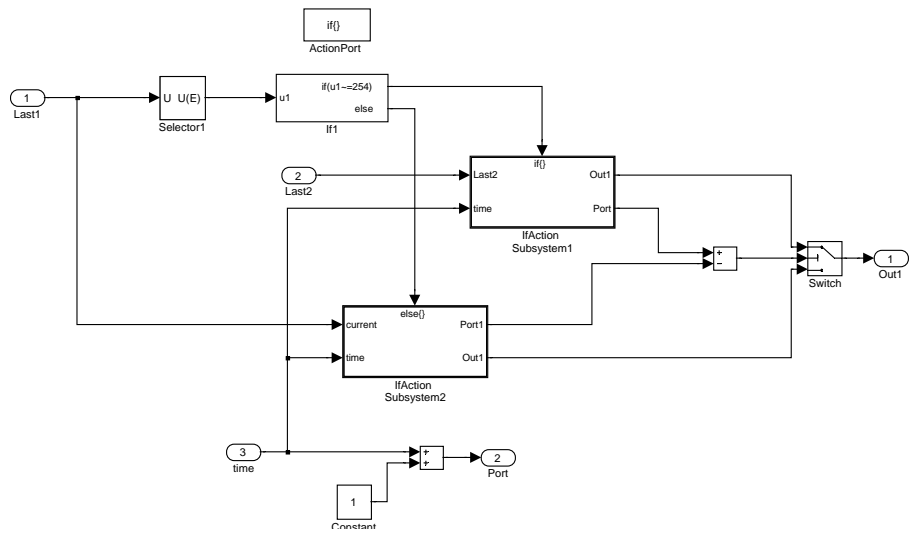 if{}
ActionPort
1
Last1
U U(E)
Selector1
u1
if(u1~=254)
else
If1
2
Last2
if{}
Last2
Out1
time
Port
IfAction
Subsystem1
+
−
Switch
1
Out1
else{}
current
Port1
time
Out1
IfAction
Subsystem2
3
time
+
+
2
Port
1
Constant